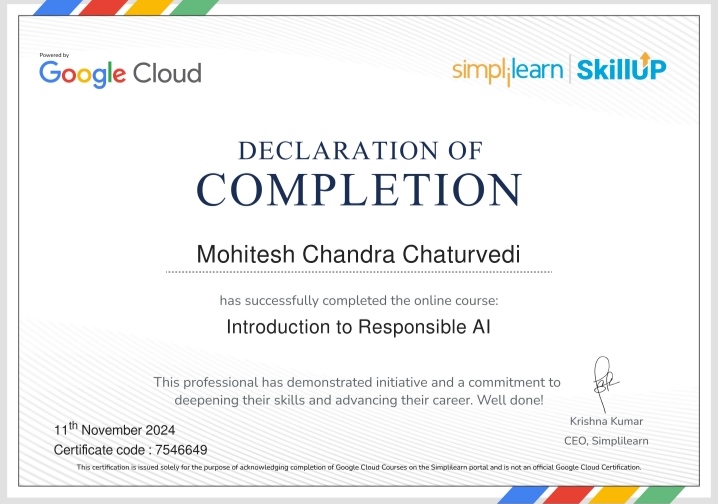 Powered by
Google Cloud
simplilearn | SkillUP
DECLARATION OF
COMPLETION
Mohitesh Chandra Chaturvedi
has successfully completed the online course:
Introduction to Responsible AI
This professional has demonstrated initiative and a commitment to
deepening their skills and advancing their career. Well done!
11th November 2024
Certificate code : 7546649
Krishna Kumar
CEO, Simplilearn
This certification is issued solely for the purpose of acknowledging completion of Google Cloud Courses on the Simplilearn portal and is not an official Google Cloud Certification.